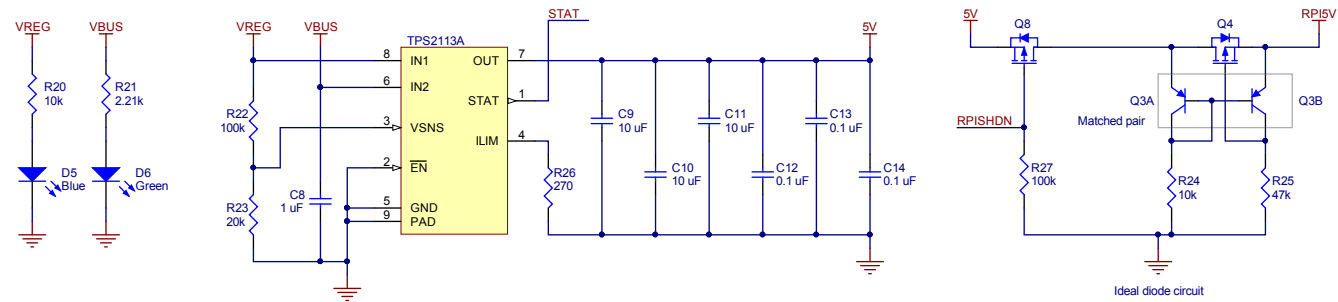 VREG
VBUS
R20
10k
R21
2.21k
D5
Blue
D6
Green
VREG
VBUS
R22
100k
R23
20k
C8
1 uF
TPS2113A
8
IN1
6
IN2
3
VSNS
2
EN
5
GND
9
PAD
OUT
7
STAT
1
ILIM
4
STAT
R26
270
C9
10 uF
C10
10 uF
C11
10 uF
C12
0.1 uF
C13
0.1 uF
C14
0.1 uF
5V
5V
Q8
Q4
RPI5V
Q3A
Q3B
Matched pair
RPISHDN
R27
100k
R24
10k
R25
47k
Ideal diode circuit